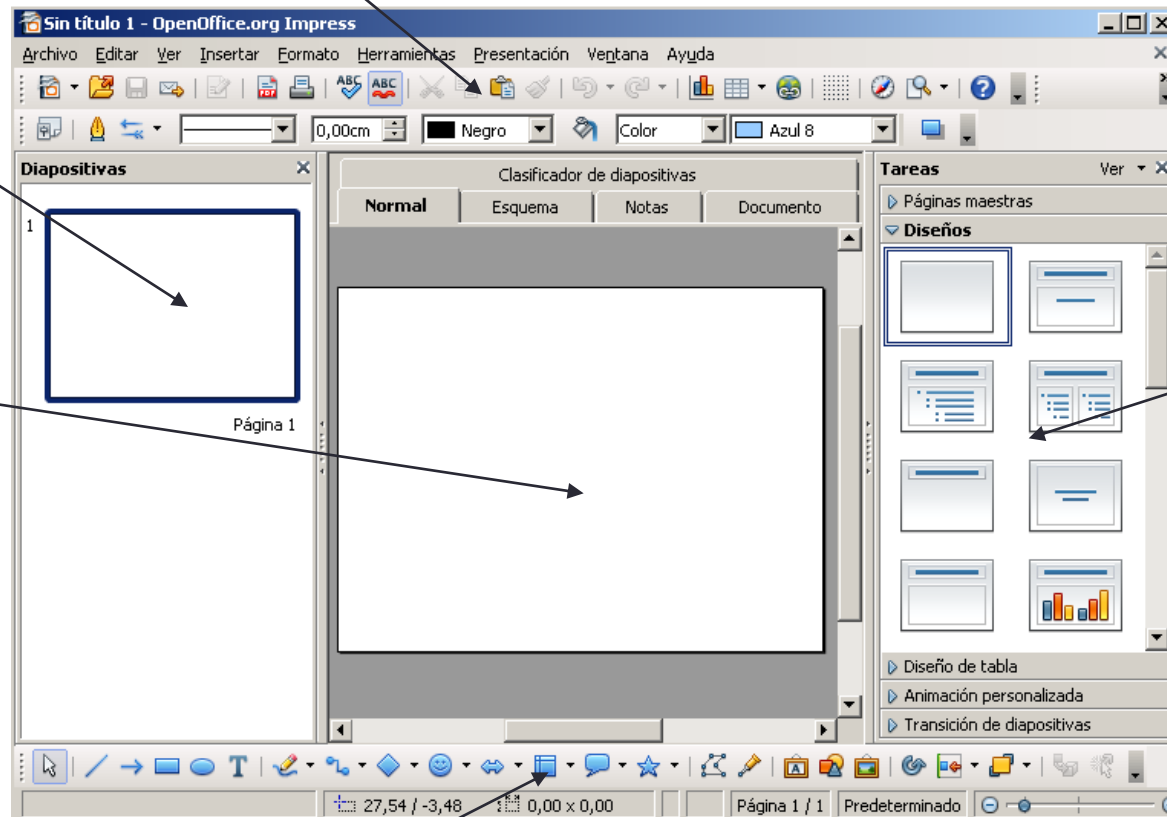 Sin título 1 - OpenOffice.org Impress
Archivo Editar Ver Insertar Formato Herramientas Presentación Ventana Ayuda
PDF ABC ABC
0,00cm Negro Color Azul 8
Diapositivas
1
Página 1
Clasificador de diapositivas
Normal Esquema Notas Documento
Tareas Ver
Páginas maestras
Diseños
Diseño de tabla
Animación personalizada
Transición de diapositivas
T A
27,54 / -3,48 0,00 x 0,00 Página 1 / 1 Predeterminado